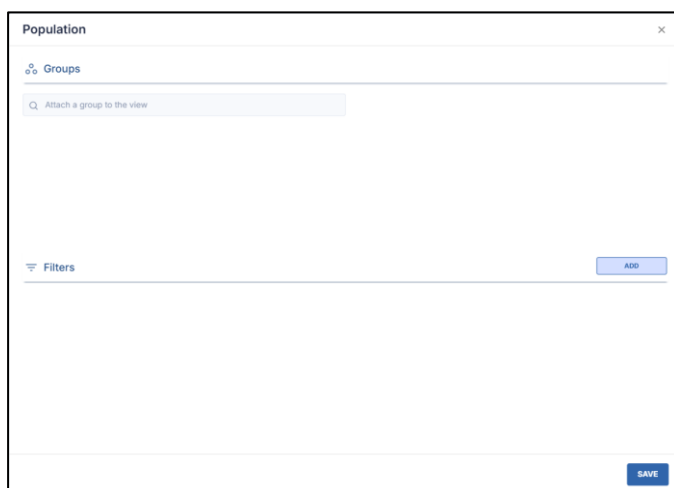 Population
Groups
Attach a group to the view
Filters
ADD
SAVE